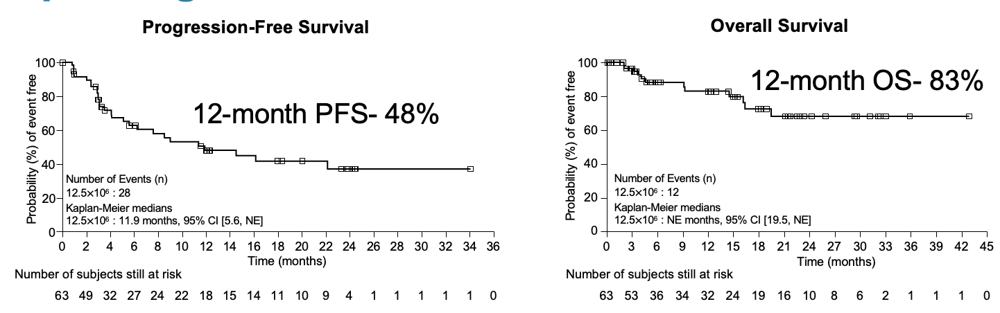 Progression-Free Survival
100
80
60
40
20
0
Probability (%) of event free
12-month PFS- 48%
Number of Events (n)
12.5×10⁶ : 28
Kaplan-Meier medians
12.5×10⁶ : 11.9 months, 95% CI [5.6, NE]
0 2 4 6 8 10 12 14 16 18 20 22 24 26 28 30 32 34 36
Time (months)
Number of subjects still at risk
63 49 32 27 24 22 18 15 14 11 10 9 4 1 1 1 1 1 0
Overall Survival
100
80
60
40
20
0
Probability (%) of event free
12-month OS- 83%
Number of Events (n)
12.5×10⁶ : 12
Kaplan-Meier medians
12.5×10⁶ : NE months, 95% CI [19.5, NE]
0 3 6 9 12 15 18 21 24 27 30 33 36 39 42 45
Time (months)
Number of subjects still at risk
63 53 36 34 32 24 19 16 10 8 6 2 1 1 1 0